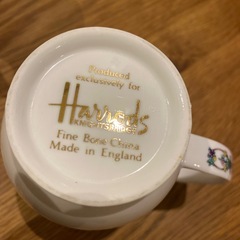 Produced
exclusively for
Harrods
KNIGHTSBRIDGE
Fine Bone China
Made in England